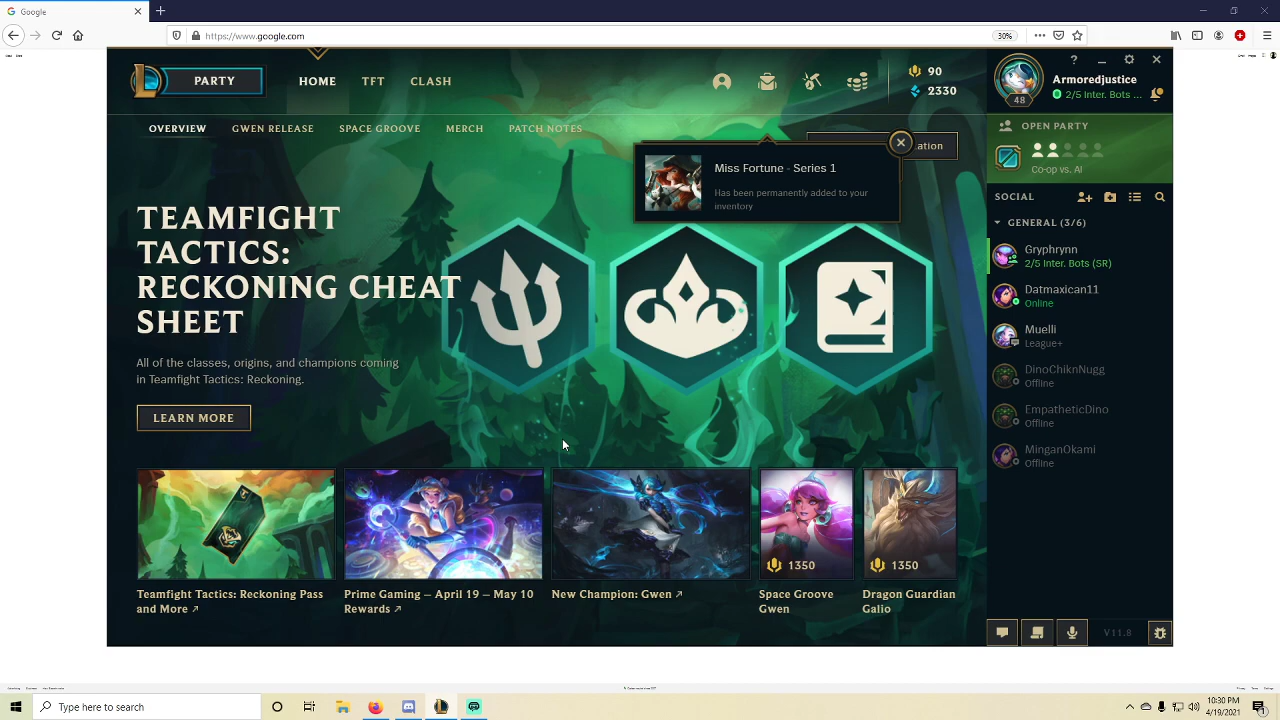 Google
https://www.google.com
30%
PARTY
HOME
TFT
CLASH
90
2330
48
Armoredjustice
2/5 Inter. Bots ...
OVERVIEW
GWEN RELEASE
SPACE GROOVE
MERCH
PATCH NOTES
OPEN PARTY
Co-op vs. AI
Miss Fortune - Series 1
Has been permanently added to your
inventory
SOCIAL
GENERAL (3/6)
Gryphrynn
2/5 Inter. Bots (SR)
Datmaxican11
Online
Muelli
League+
DinoChiknNugg
Offline
EmpatheticDino
Offline
MinganOkami
Offline
TEAMFIGHT
TACTICS:
RECKONING CHEAT
SHEET
All of the classes, origins, and champions coming
in Teamfight Tactics: Reckoning.
LEARN MORE
1350
1350
Teamfight Tactics: Reckoning Pass
and More ↗
Prime Gaming – April 19 – May 10
Rewards ↗
New Champion: Gwen ↗
Space Groove
Gwen
Dragon Guardian
Galio
V11.8
Type here to search
10:30 PM
4/19/2021